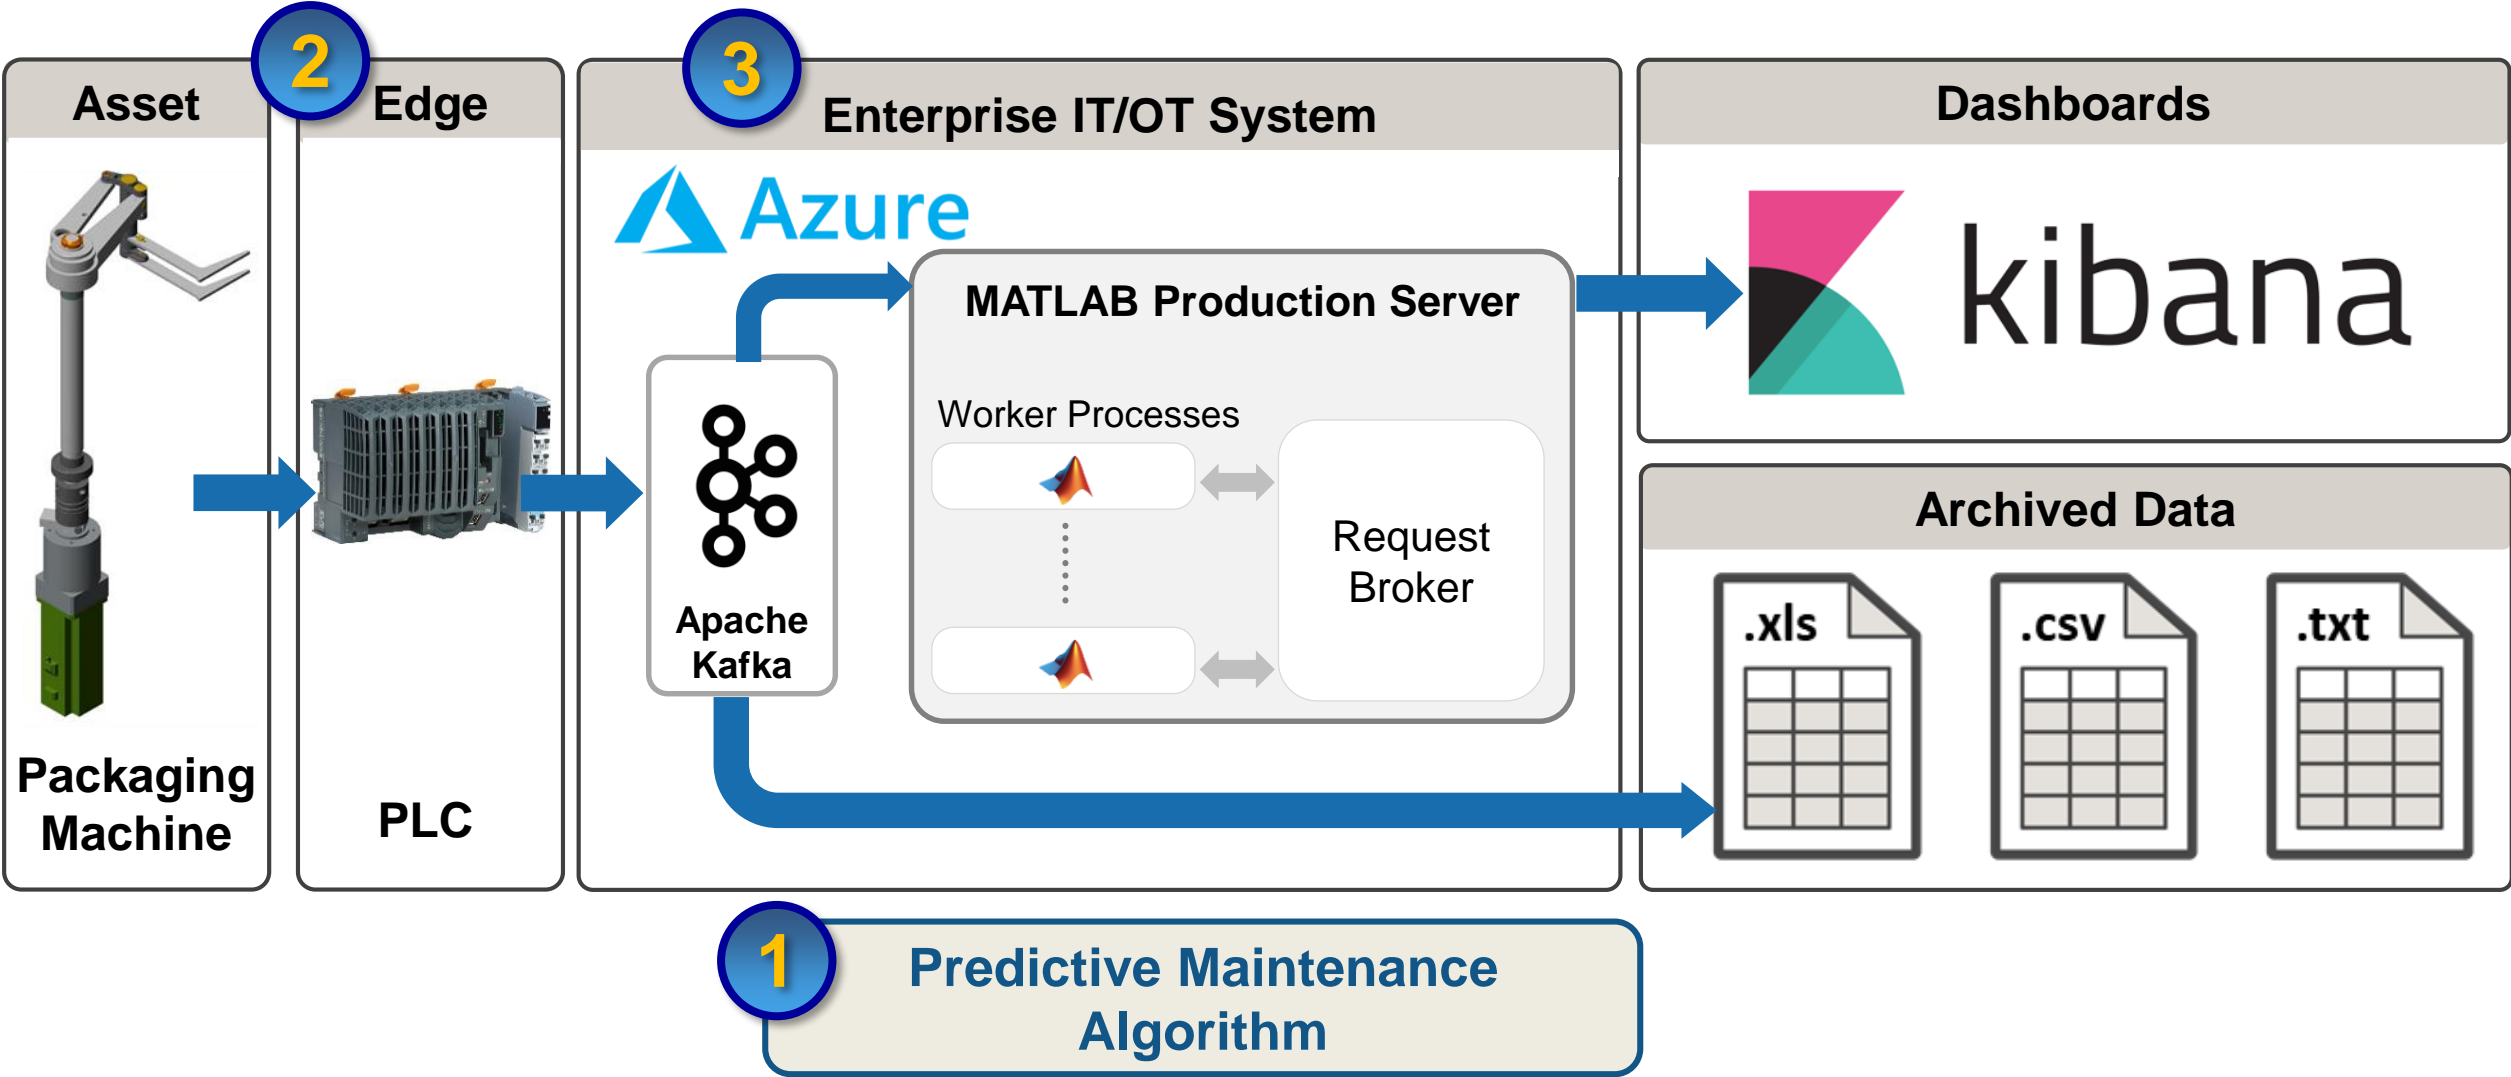 2
3
Asset
Edge
Enterprise IT/OT System
Dashboards
Azure
kibana
MATLAB Production Server
Worker Processes
Request
Broker
Apache
Kafka
Archived Data
.xls
.csv
.txt
Packaging
Machine
PLC
1
Predictive Maintenance
Algorithm